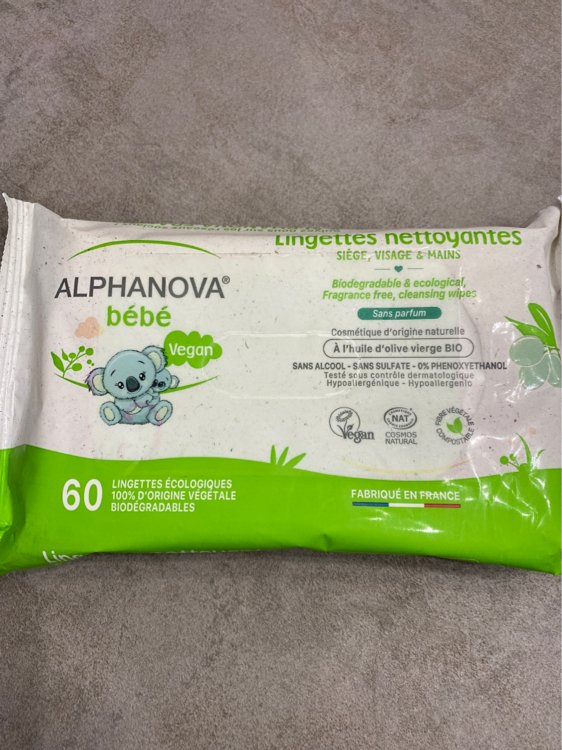 Lingettes nettoyantes
SIÈGE, VISAGE & MAINS
Biodegradable & ecological,
Fragrance free, cleansing wipes
Sans parfum
Cosmétique d'origine naturelle
À l'huile d'olive vierge BIO
SANS ALCOOL - SANS SULFATE - 0% PHENOXYETHANOL
Testé sous contrôle dermatologique
Hypoallergénique - Hypoallergenic
ALPHANOVA®
bébé
Vegan
Vegan
NAT
COSMOS
NATURAL
FIBRE VÉGÉTALE
COMPOSTABLE
60
LINGETTES ÉCOLOGIQUES
100% D'ORIGINE VÉGÉTALE
BIODÉGRADABLES
FABRIQUÉ EN FRANCE